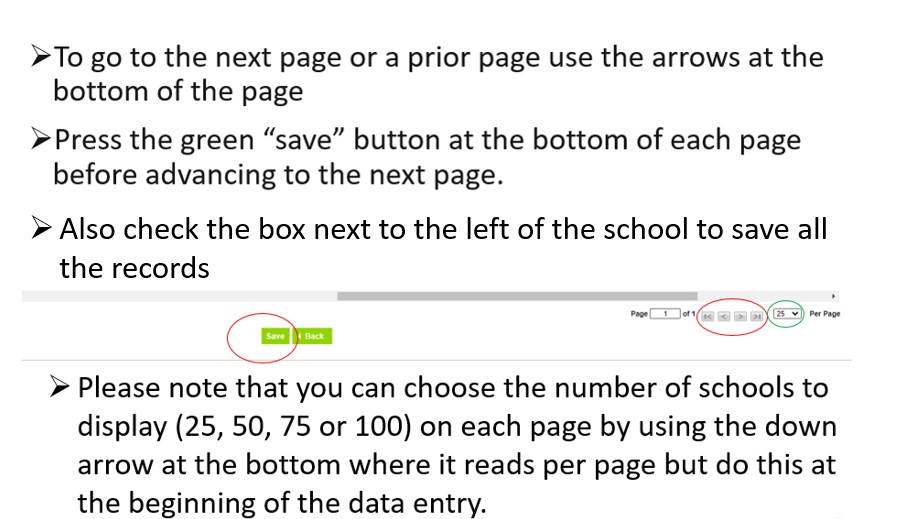 ➢To go to the next page or a prior page use the arrows at the
bottom of the page
➢Press the green “save” button at the bottom of each page
before advancing to the next page.
➢ Also check the box next to the left of the school to save all
the records
Page 1 of 1 25 Per Page
Save Back
➢ Please note that you can choose the number of schools to
display (25, 50, 75 or 100) on each page by using the down
arrow at the bottom where it reads per page but do this at
the beginning of the data entry.